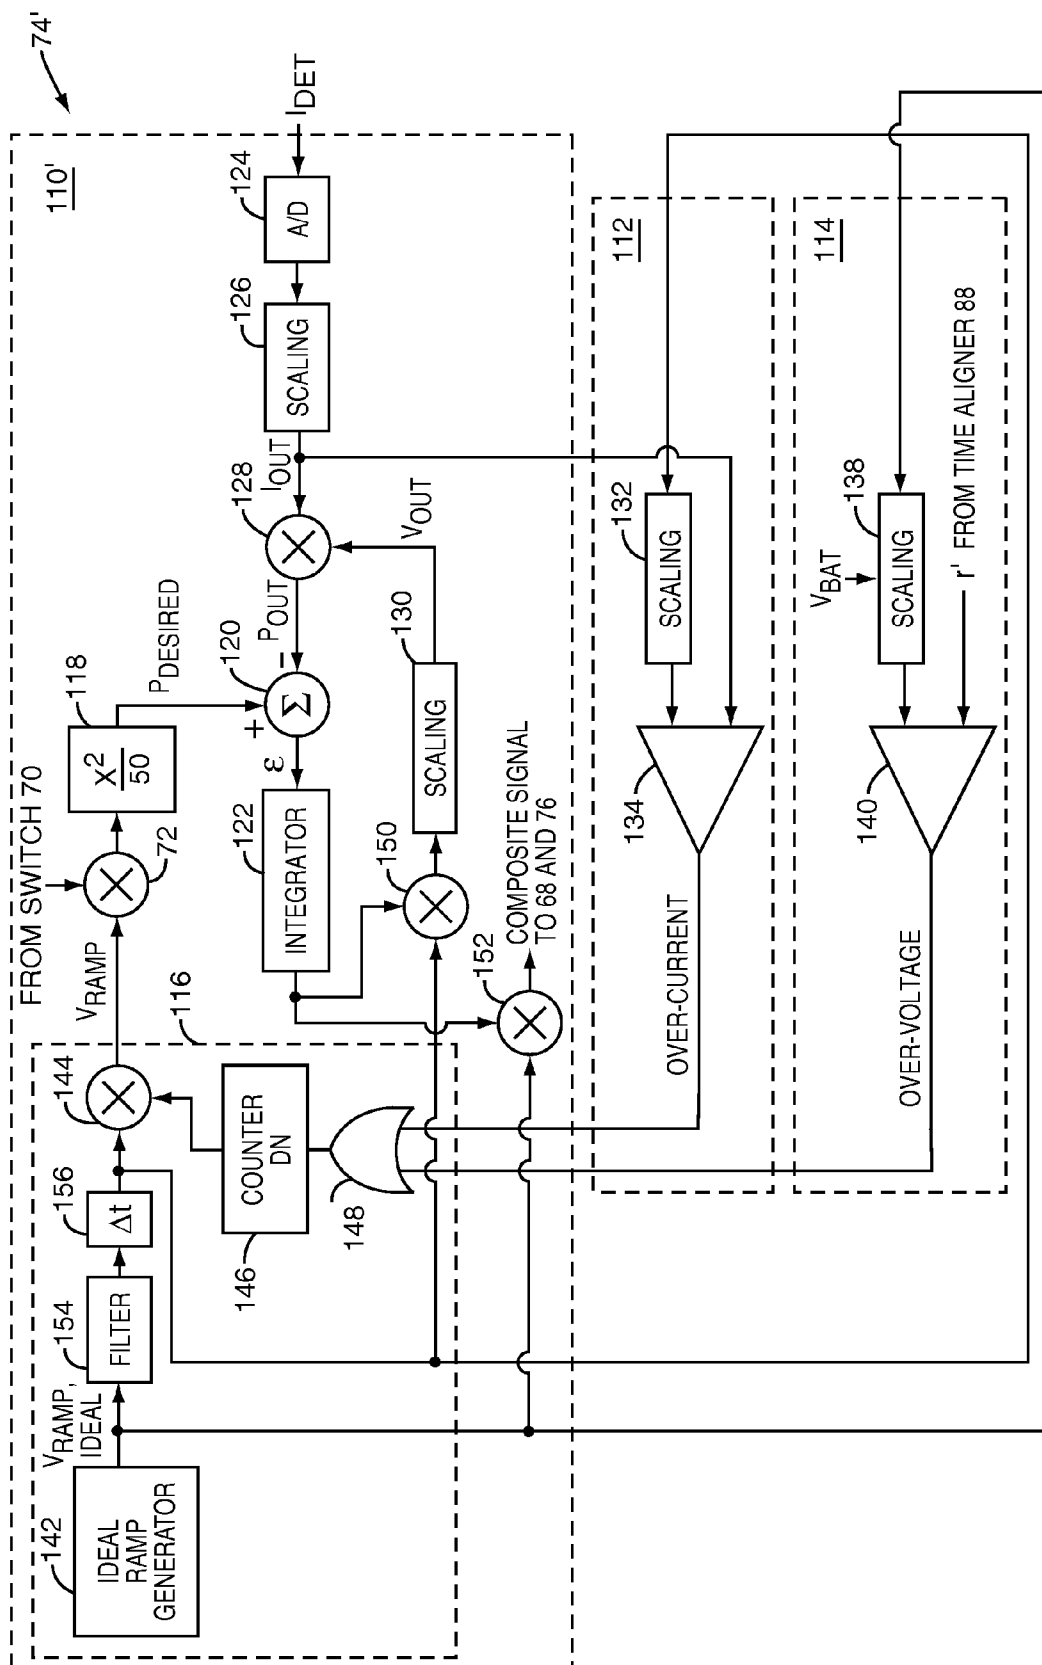 74'
110'
FROM SWITCH 70
116
142
IDEAL
RAMP
GENERATOR
VRAMP,
IDEAL
154
FILTER
156
Δt
144
VRAMP
72
118
X²
50
PDESIRED
146
COUNTER
DN
148
122
INTEGRATOR
ε
+
120
Σ
−
POUT
128
IOUT
126
SCALING
124
A/D
IDET
150
130
SCALING
VOUT
152
COMPOSITE SIGNAL
TO 68 AND 76
112
OVER-CURRENT
134
132
SCALING
114
OVER-VOLTAGE
140
138
SCALING
VBAT
r' FROM TIME ALIGNER 88